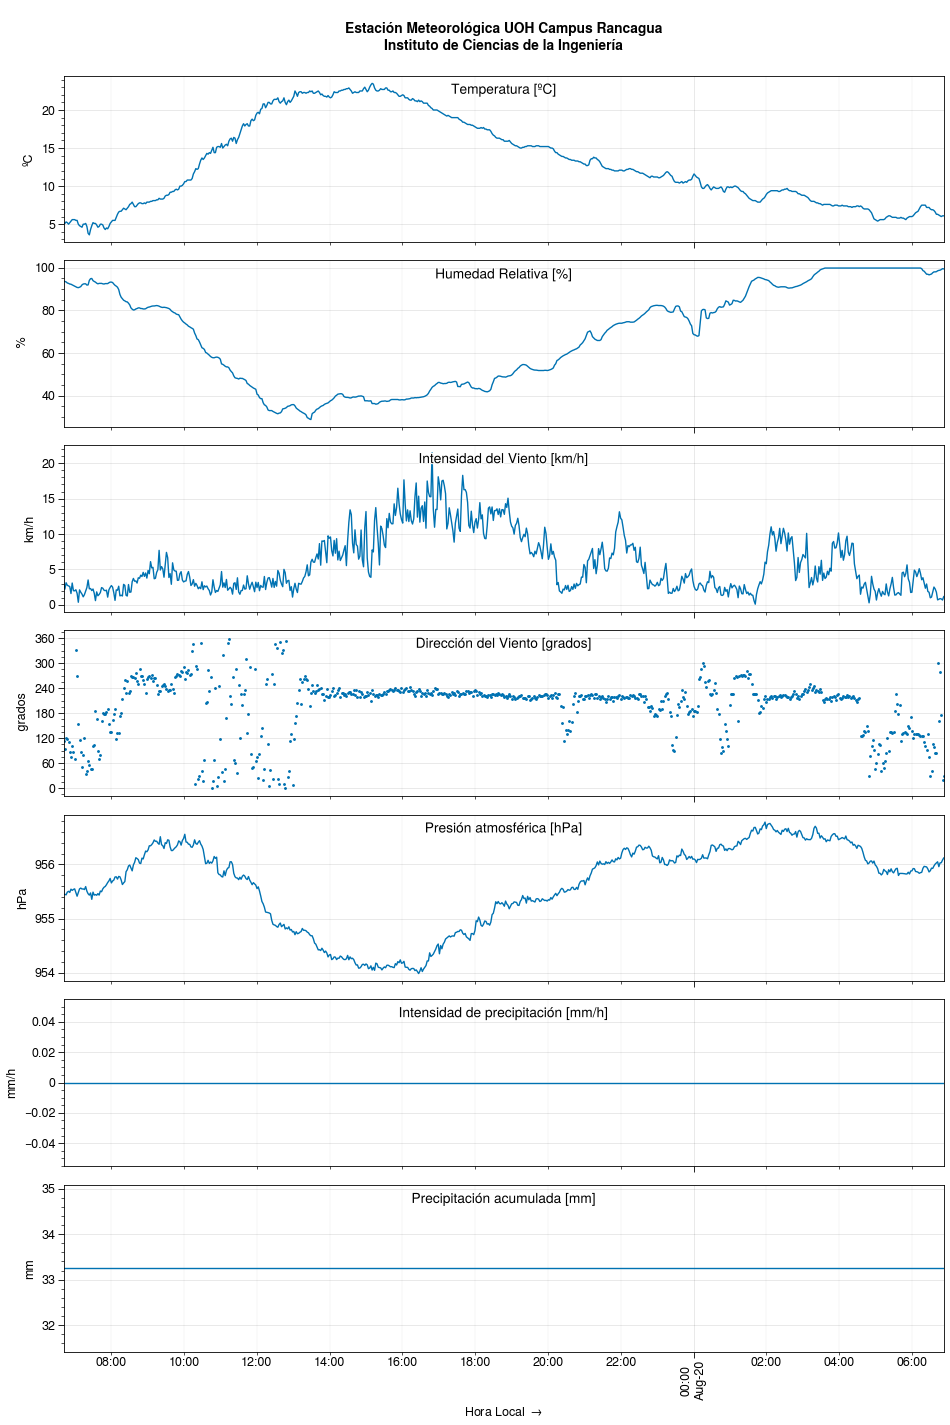 Estación Meteorológica UOH Campus Rancagua
Instituto de Ciencias de la Ingeniería
Temperatura [ºC]
ºC
20
15
10
5
Humedad Relativa [%]
%
100
80
60
40
Intensidad del Viento [km/h]
km/h
20
15
10
5
0
Dirección del Viento [grados]
grados
360
300
240
180
120
60
0
Presión atmosférica [hPa]
hPa
956
955
954
Intensidad de precipitación [mm/h]
mm/h
0.04
0.02
0
−0.02
−0.04
Precipitación acumulada [mm]
mm
35
34
33
32
08:00 10:00 12:00 14:00 16:00 18:00 20:00 22:00 00:00 02:00 04:00 06:00
Aug-20
Hora Local →